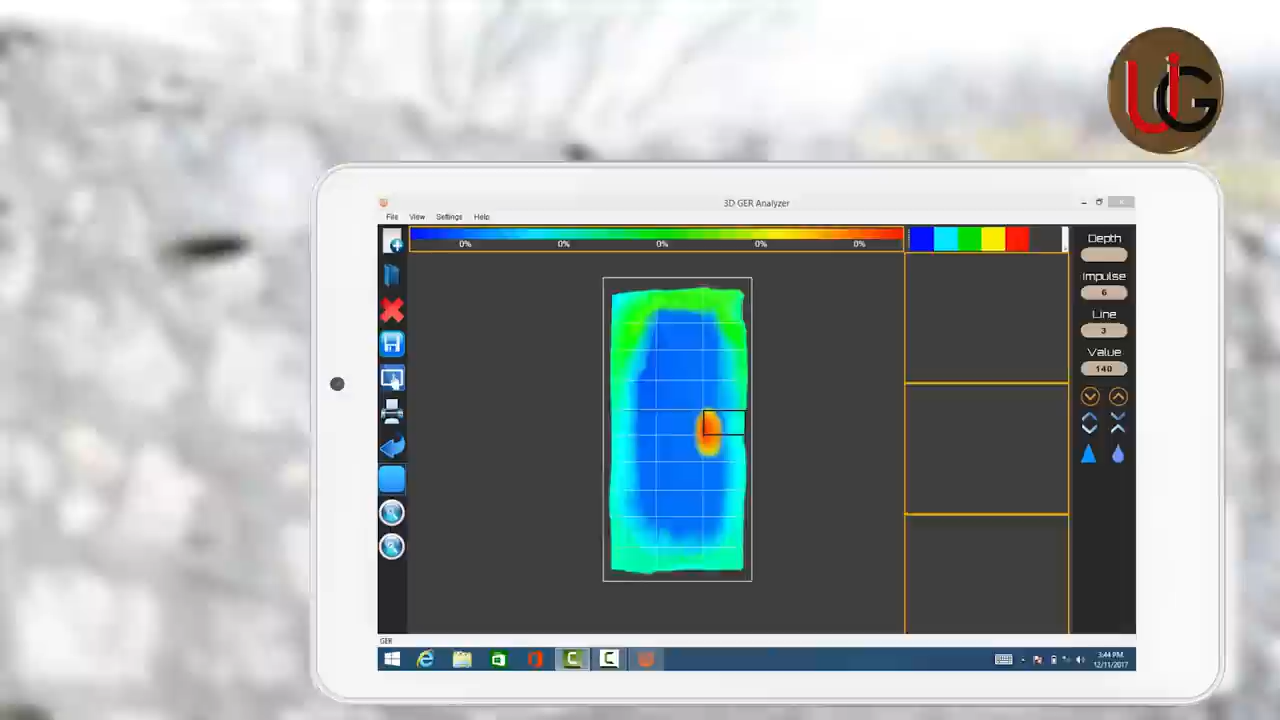 UiG
3D GER Analyzer
File View Settings Help
0% 0% 0% 0% 0%
Depth
Impulse
6
Line
3
Value
140
GER
3:44 PM
12/11/2017